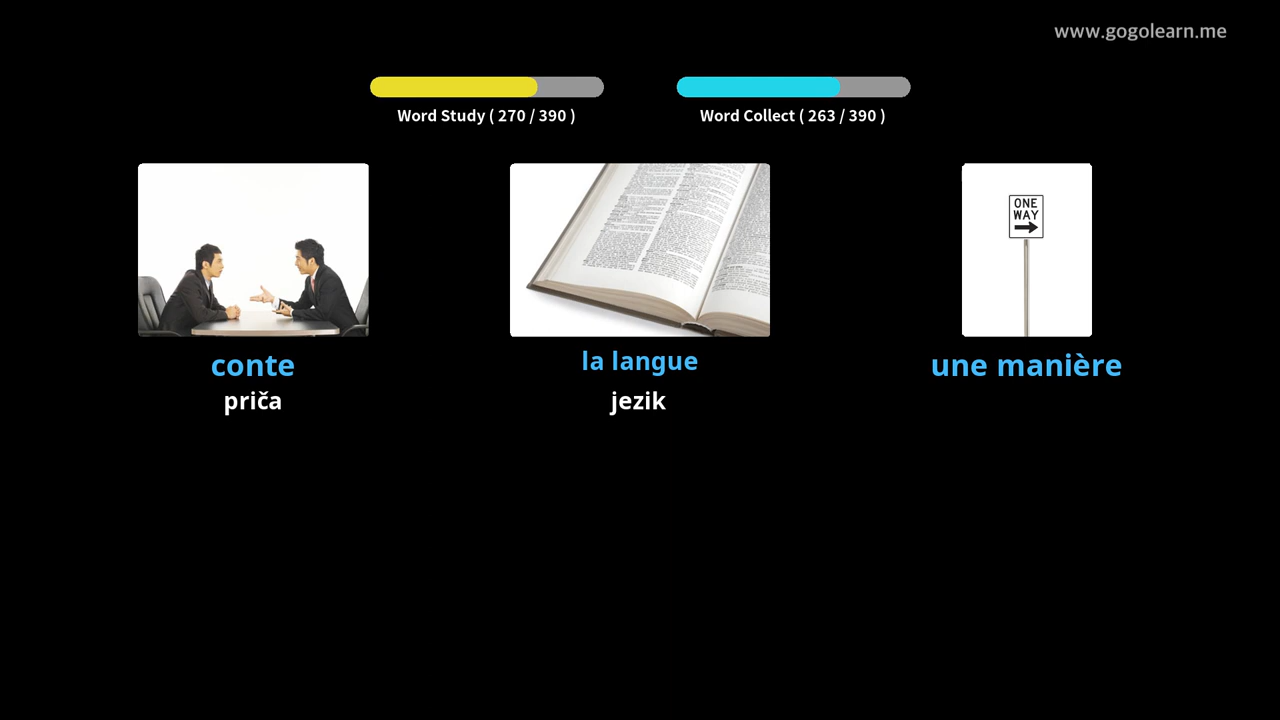 www.gogolearn.me
Word Study ( 270 / 390 )
Word Collect ( 263 / 390 )
ONE
WAY
conte
la langue
une manière
priča
jezik